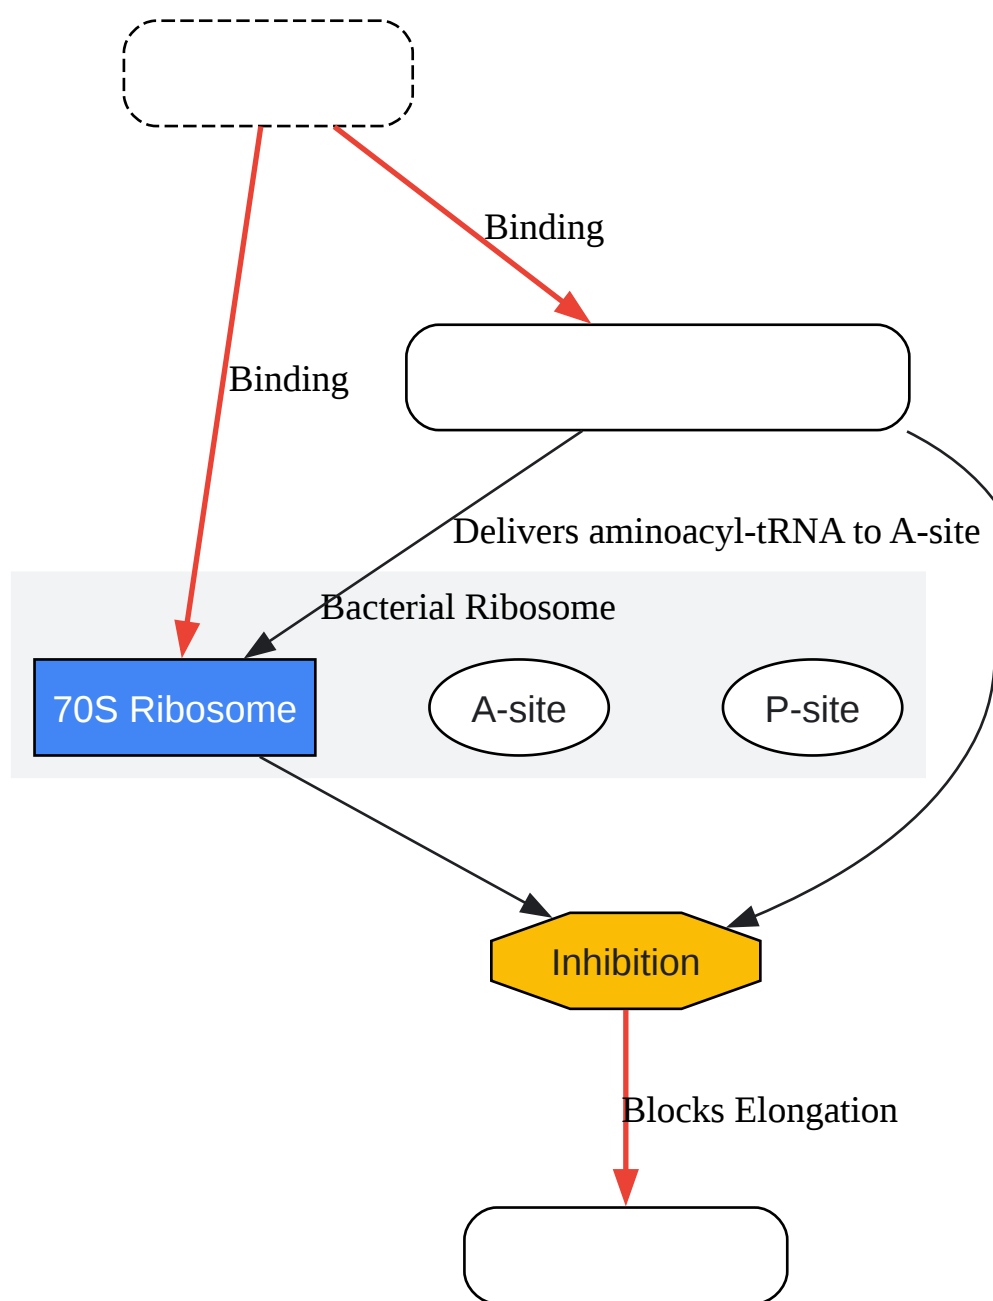 Binding
Binding
Delivers aminoacyl-tRNA to A-site
Bacterial Ribosome
70S Ribosome
A-site
P-site
Inhibition
Blocks Elongation